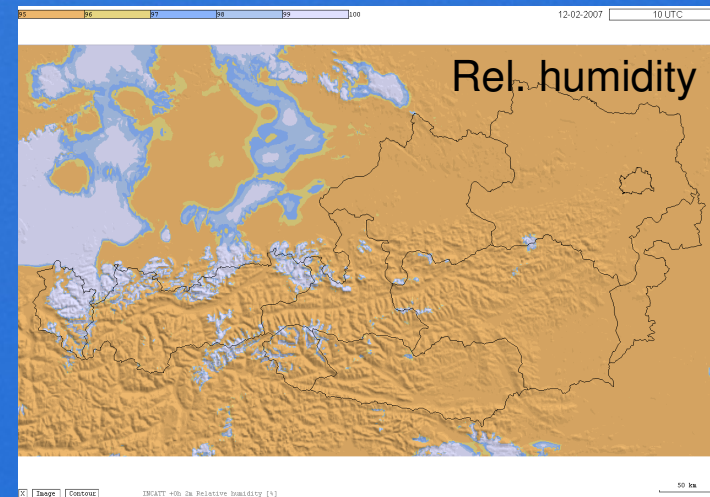 95 96 97 98 99 100 12-02-2007 10 UTC
Rel. humidity
50 km
X Image Contour INCATT +0h 2m Relative humidity [%]